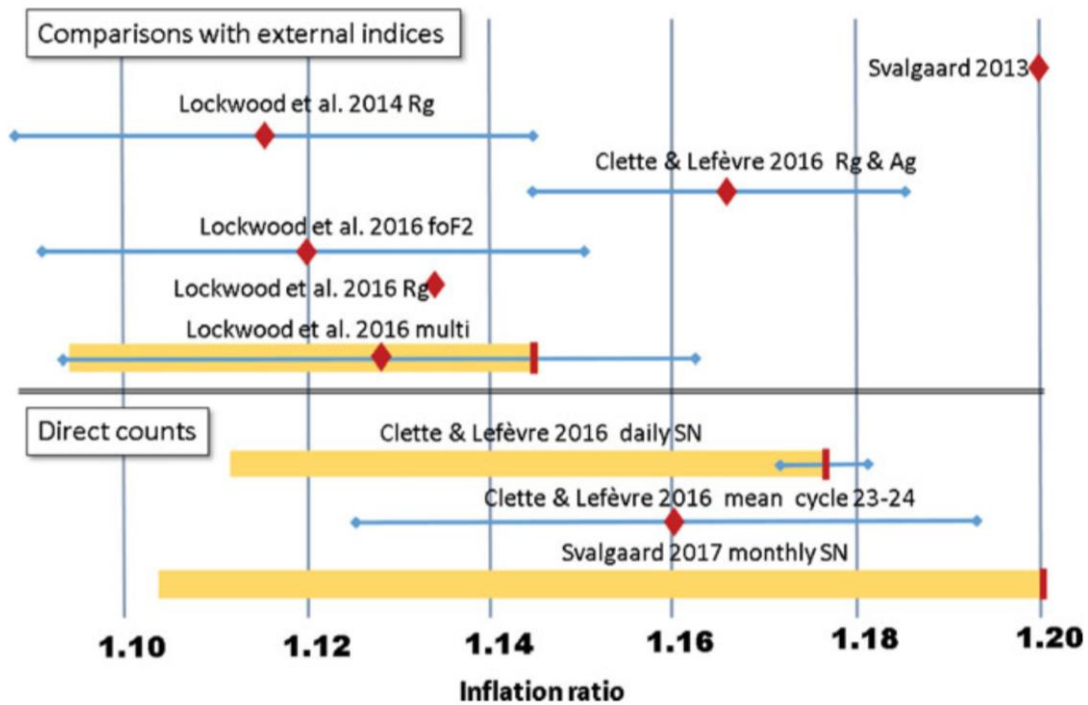 Comparisons with external indices
Svalgaard 2013
Lockwood et al. 2014 Rg
Clette & Lefèvre 2016 Rg & Ag
Lockwood et al. 2016 foF2
Lockwood et al. 2016 Rg
Lockwood et al. 2016 multi
Direct counts
Clette & Lefèvre 2016 daily SN
Clette & Lefèvre 2016 mean cycle 23-24
Svalgaard 2017 monthly SN
1.10 1.12 1.14 1.16 1.18 1.20
Inflation ratio